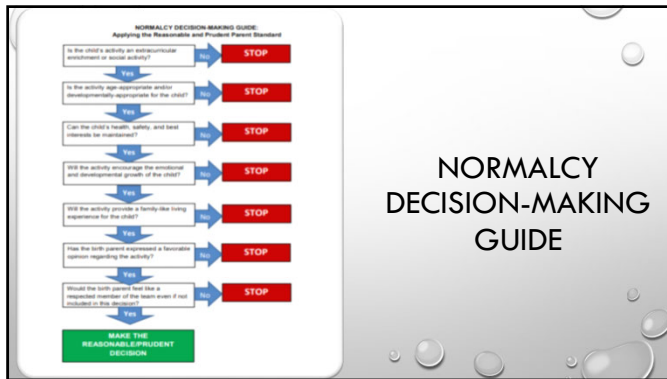 NORMALCY DECISION-MAKING GUIDE:
Applying the Reasonable and Prudent Parent Standard
Is the child's activity an extracurricular
enrichment or social activity?
No
STOP
Yes
Is the activity age-appropriate and/or
developmentally-appropriate for the child?
No
STOP
Yes
Can the child's health, safety, and best
interests be maintained?
No
STOP
Yes
Will the activity encourage the emotional
and developmental growth of the child?
No
STOP
Yes
Will the activity provide a family-like living
experience for the child?
No
STOP
Yes
Has the birth parent expressed a favorable
opinion regarding the activity?
No
STOP
Yes
Would the birth parent feel like a
respected member of the team even if not
included in this decision?
No
STOP
Yes
MAKE THE
REASONABLE/PRUDENT
DECISION
NORMALCY
DECISION-MAKING
GUIDE